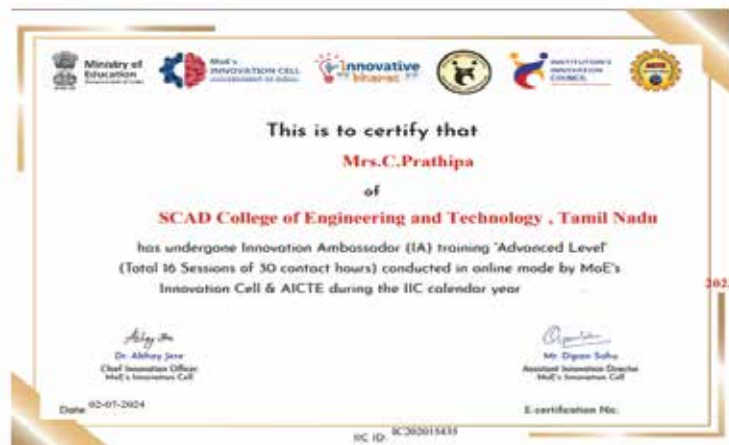 Ministry of
Education
MoE's
INNOVATION CELL
GOVERNMENT OF INDIA
innovative
bharat
INSTITUTION'S
INNOVATION
COUNCIL
AICTE
This is to certify that
Mrs.C.Prathipa
of
SCAD College of Engineering and Technology , Tamil Nadu
has undergone Innovation Ambassador (IA) training "Advanced Level"
(Total 16 Sessions of 30 contact hours) conducted in online mode by MoE's
Innovation Cell & AICTE during the IIC calendar year
Dr. Abhay Jere
Chief Innovation Officer
MoE's Innovation Cell
Mr. Dipan Sahu
Assistant Innovation Director
MoE's Innovation Cell
Date 02-07-2024
E-certification No:
IIC ID: IC202015435